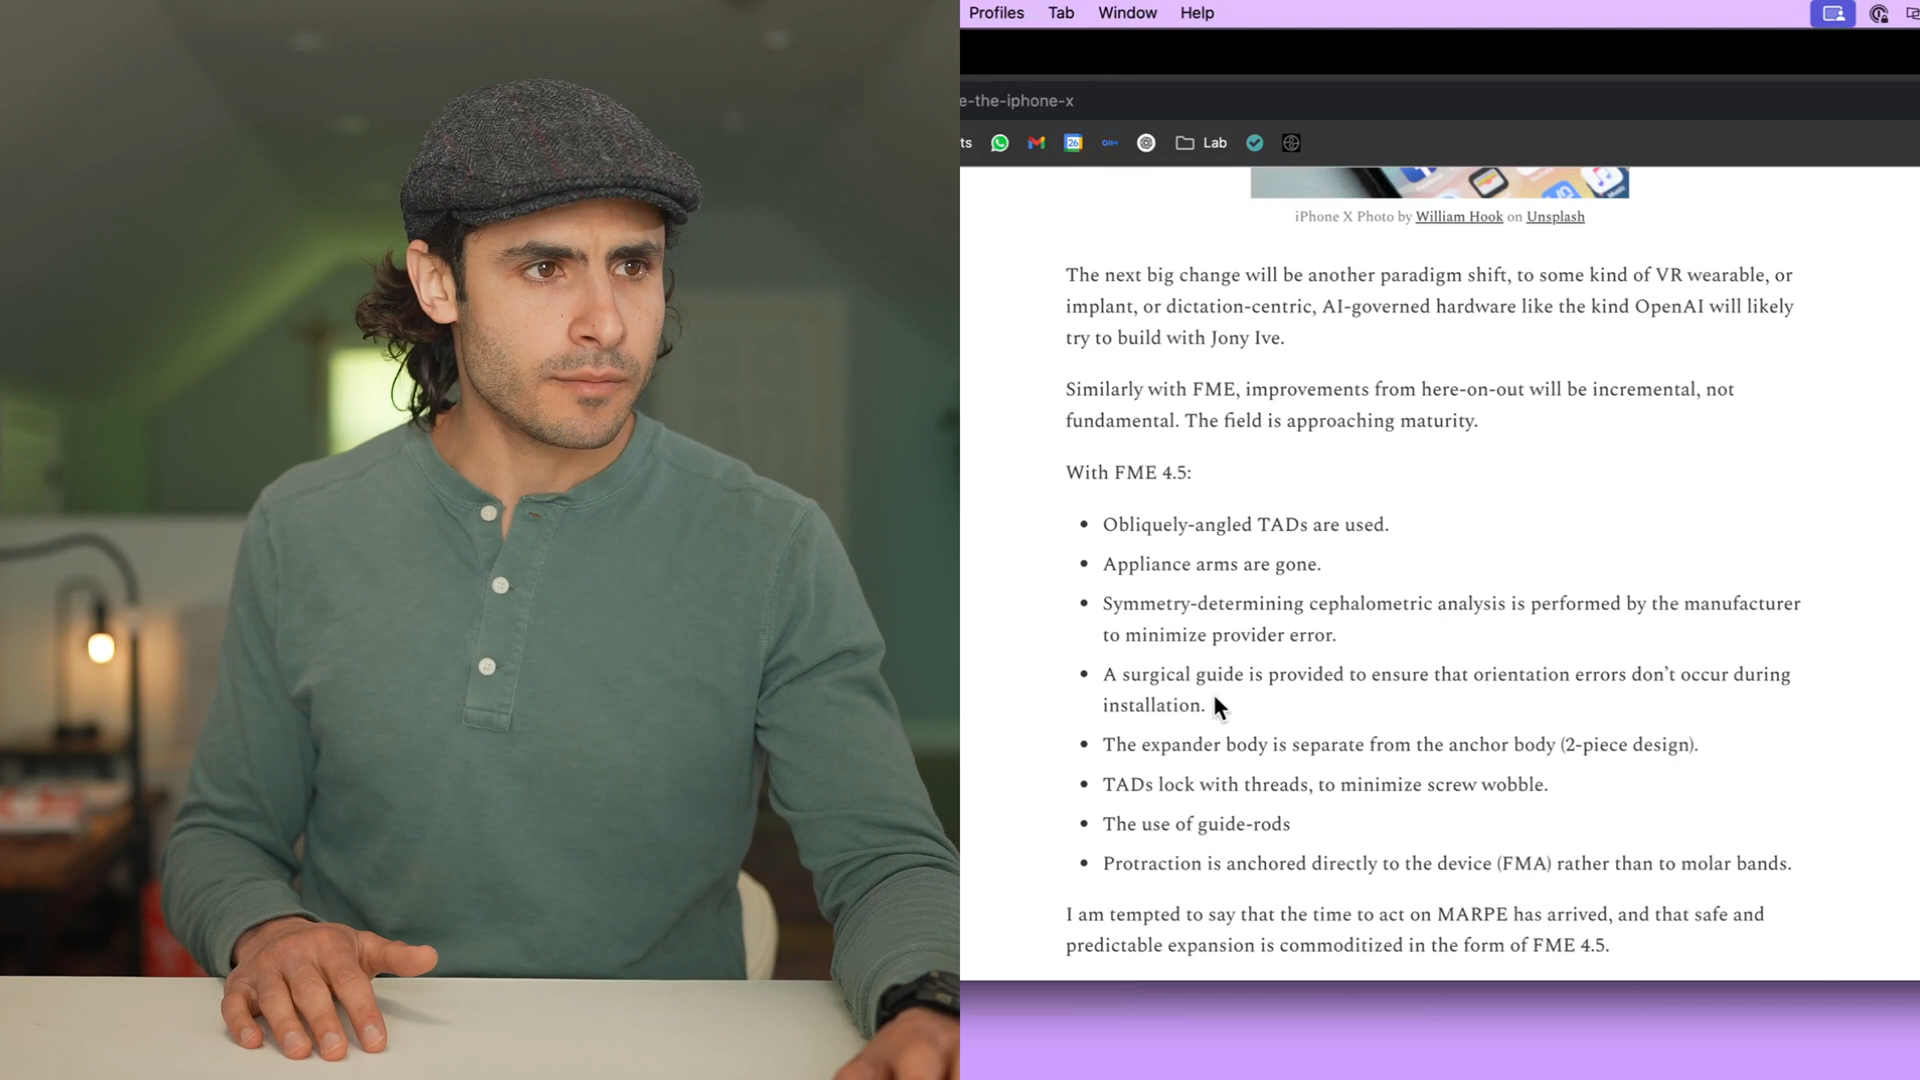 Profiles Tab Window Help
e-the-iphone-x
ts 26 Lab
iPhone X Photo by William Hook on Unsplash
The next big change will be another paradigm shift, to some kind of VR wearable, or
implant, or dictation-centric, AI-governed hardware like the kind OpenAI will likely
try to build with Jony Ive.
Similarly with FME, improvements from here-on-out will be incremental, not
fundamental. The field is approaching maturity.
With FME 4.5:
• Obliquely-angled TADs are used.
• Appliance arms are gone.
• Symmetry-determining cephalometric analysis is performed by the manufacturer
to minimize provider error.
• A surgical guide is provided to ensure that orientation errors don’t occur during
installation.
• The expander body is separate from the anchor body (2-piece design).
• TADs lock with threads, to minimize screw wobble.
• The use of guide-rods
• Protraction is anchored directly to the device (FMA) rather than to molar bands.
I am tempted to say that the time to act on MARPE has arrived, and that safe and
predictable expansion is commoditized in the form of FME 4.5.